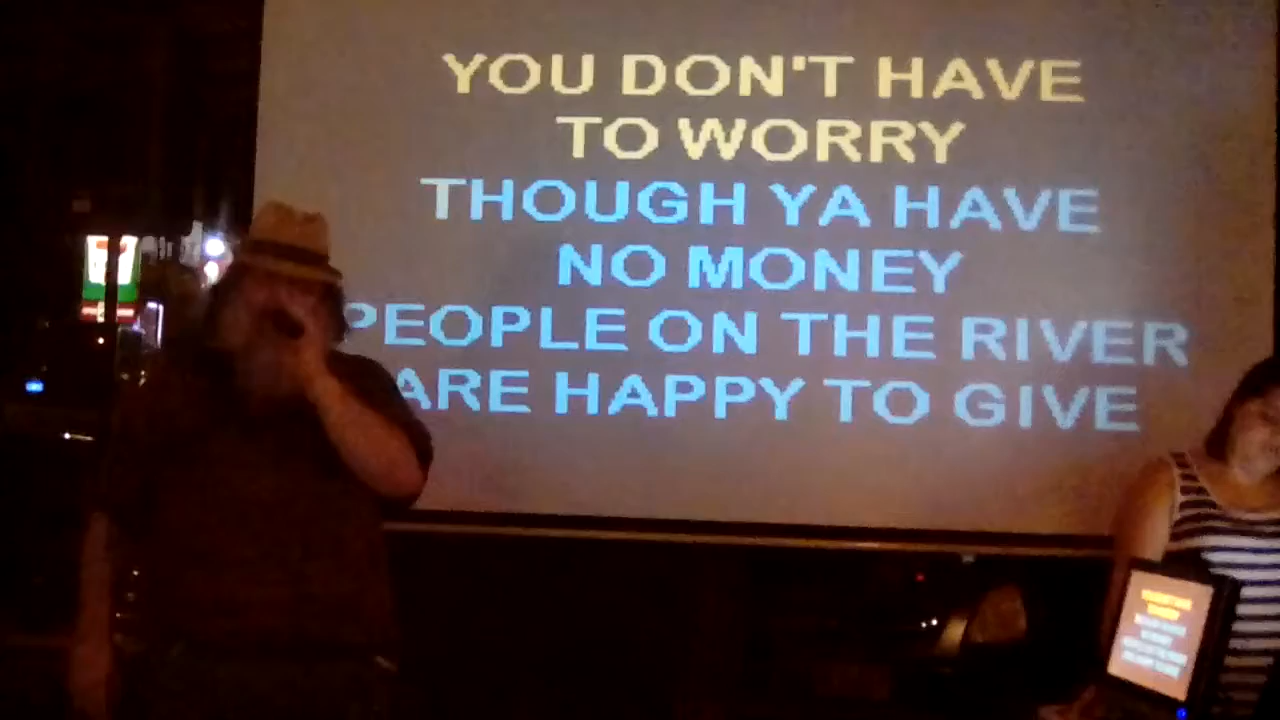 YOU DON'T HAVE
TO WORRY
THOUGH YA HAVE
NO MONEY
PEOPLE ON THE RIVER
ARE HAPPY TO GIVE